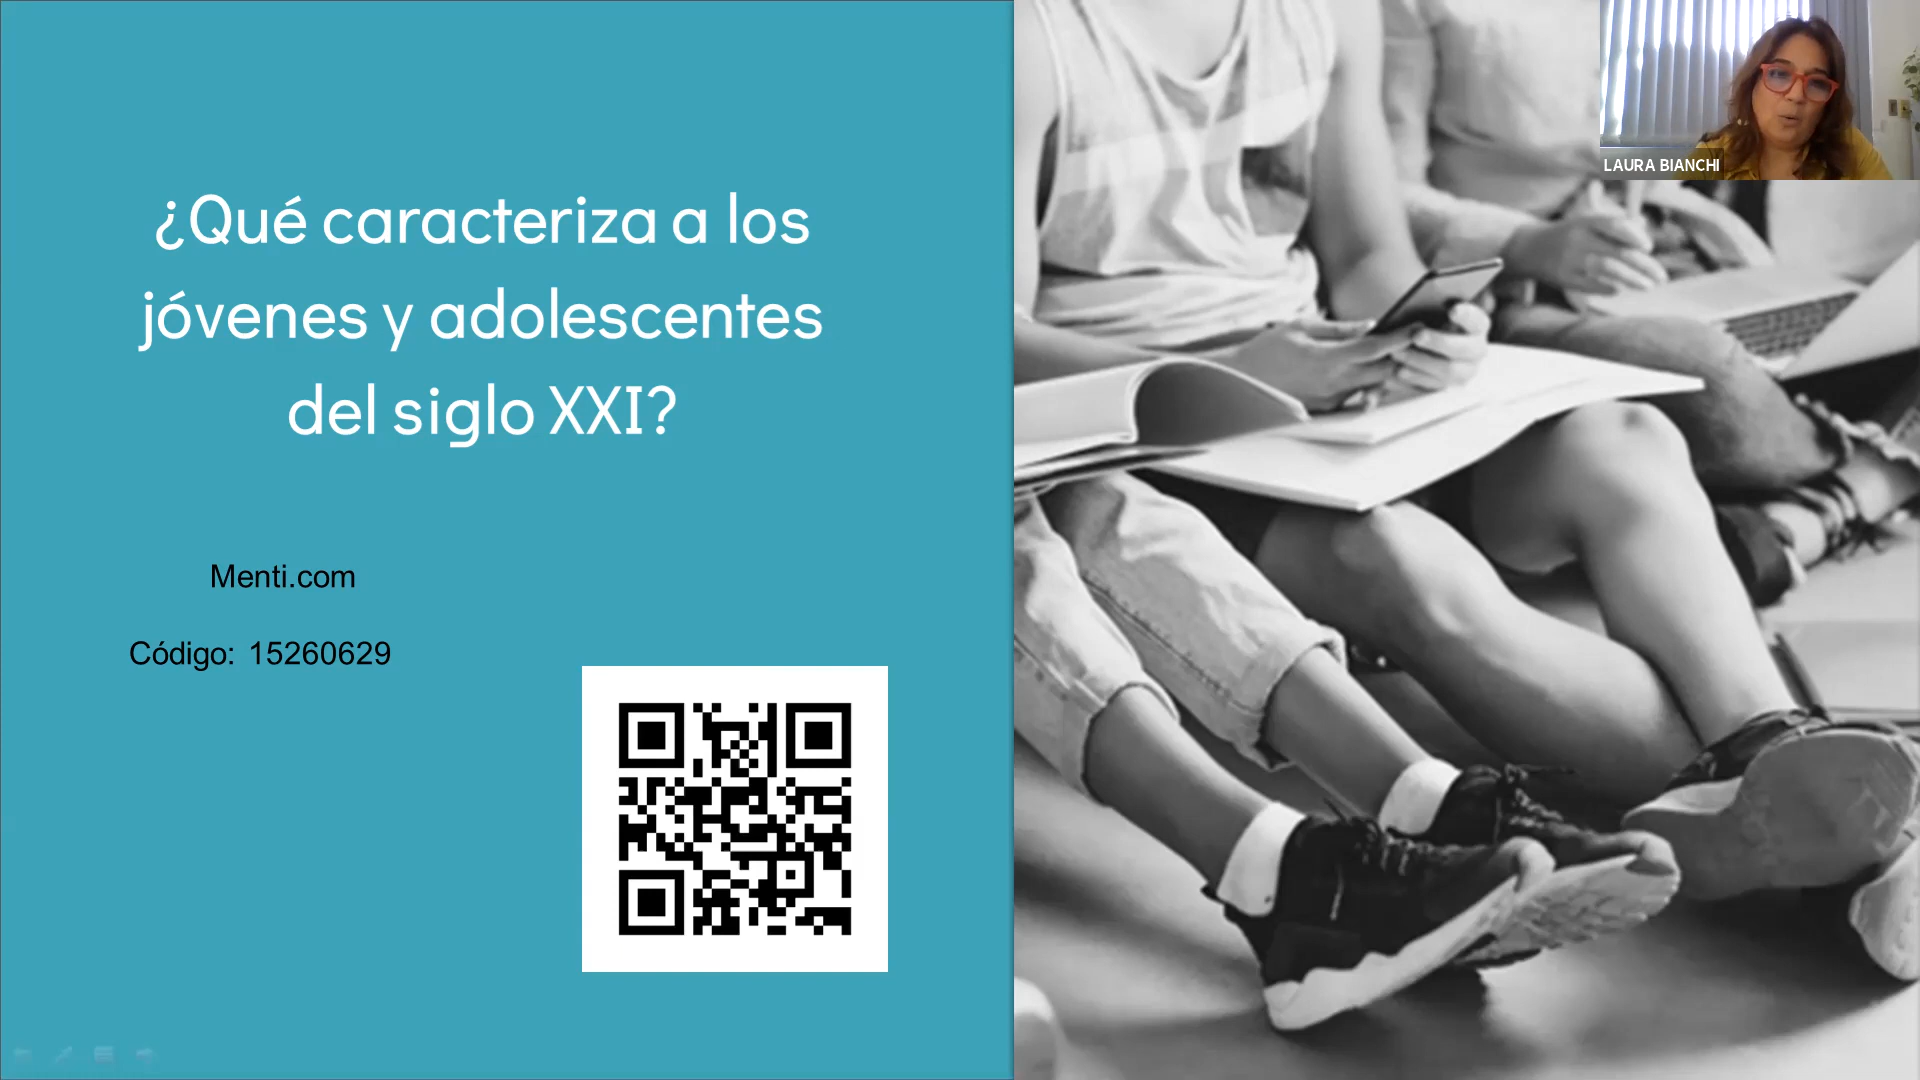 ¿Qué caracteriza a los
jóvenes y adolescentes
del siglo XXI?
Menti.com
Código: 15260629
LAURA BIANCHI